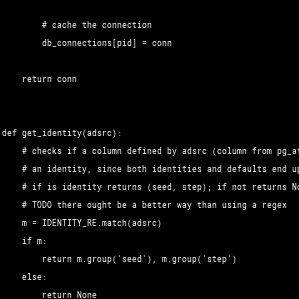 # cache the connection
db_connections[pid] = conn
return conn
def get_identity(adsrc):
# checks if a column defined by adsrc (column from
# an identity, since both identities and defaults end
# if is identity returns (seed, step); if not returns
# TODO there ought be a better way than using a regex
m = IDENTITY_RE.match(adsrc)
if m:
return m.group('seed'), m.group('step')
else:
return None